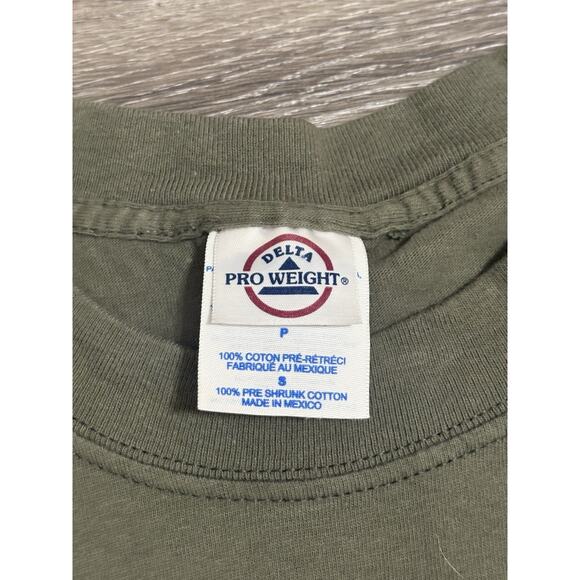 DELTA
PRO WEIGHT®
P
100% COTON PRÉ-RÉTRÉCI
FABRIQUÉ AU MEXIQUE
S
100% PRE SHRUNK COTTON
MADE IN MEXICO